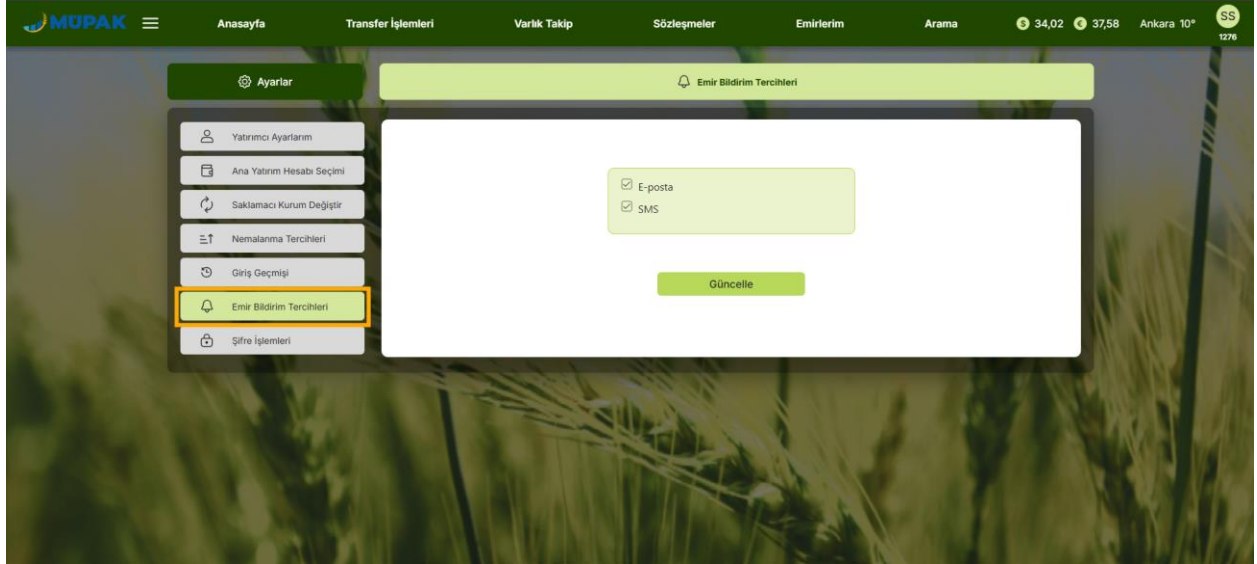 MÜPAK
Anasayfa Transfer İşlemleri Varlık Takip Sözleşmeler Emirlerim Arama $ 34,02 € 37,58 Ankara 10° SS
1276
Ayarlar
Emir Bildirim Tercihleri
Yatırımcı Ayarlarım
Ana Yatırım Hesabı Seçimi
Saklamacı Kurum Değiştir
Nemalanma Tercihleri
Giriş Geçmişi
Emir Bildirim Tercihleri
Şifre İşlemleri
E-posta
SMS
Güncelle